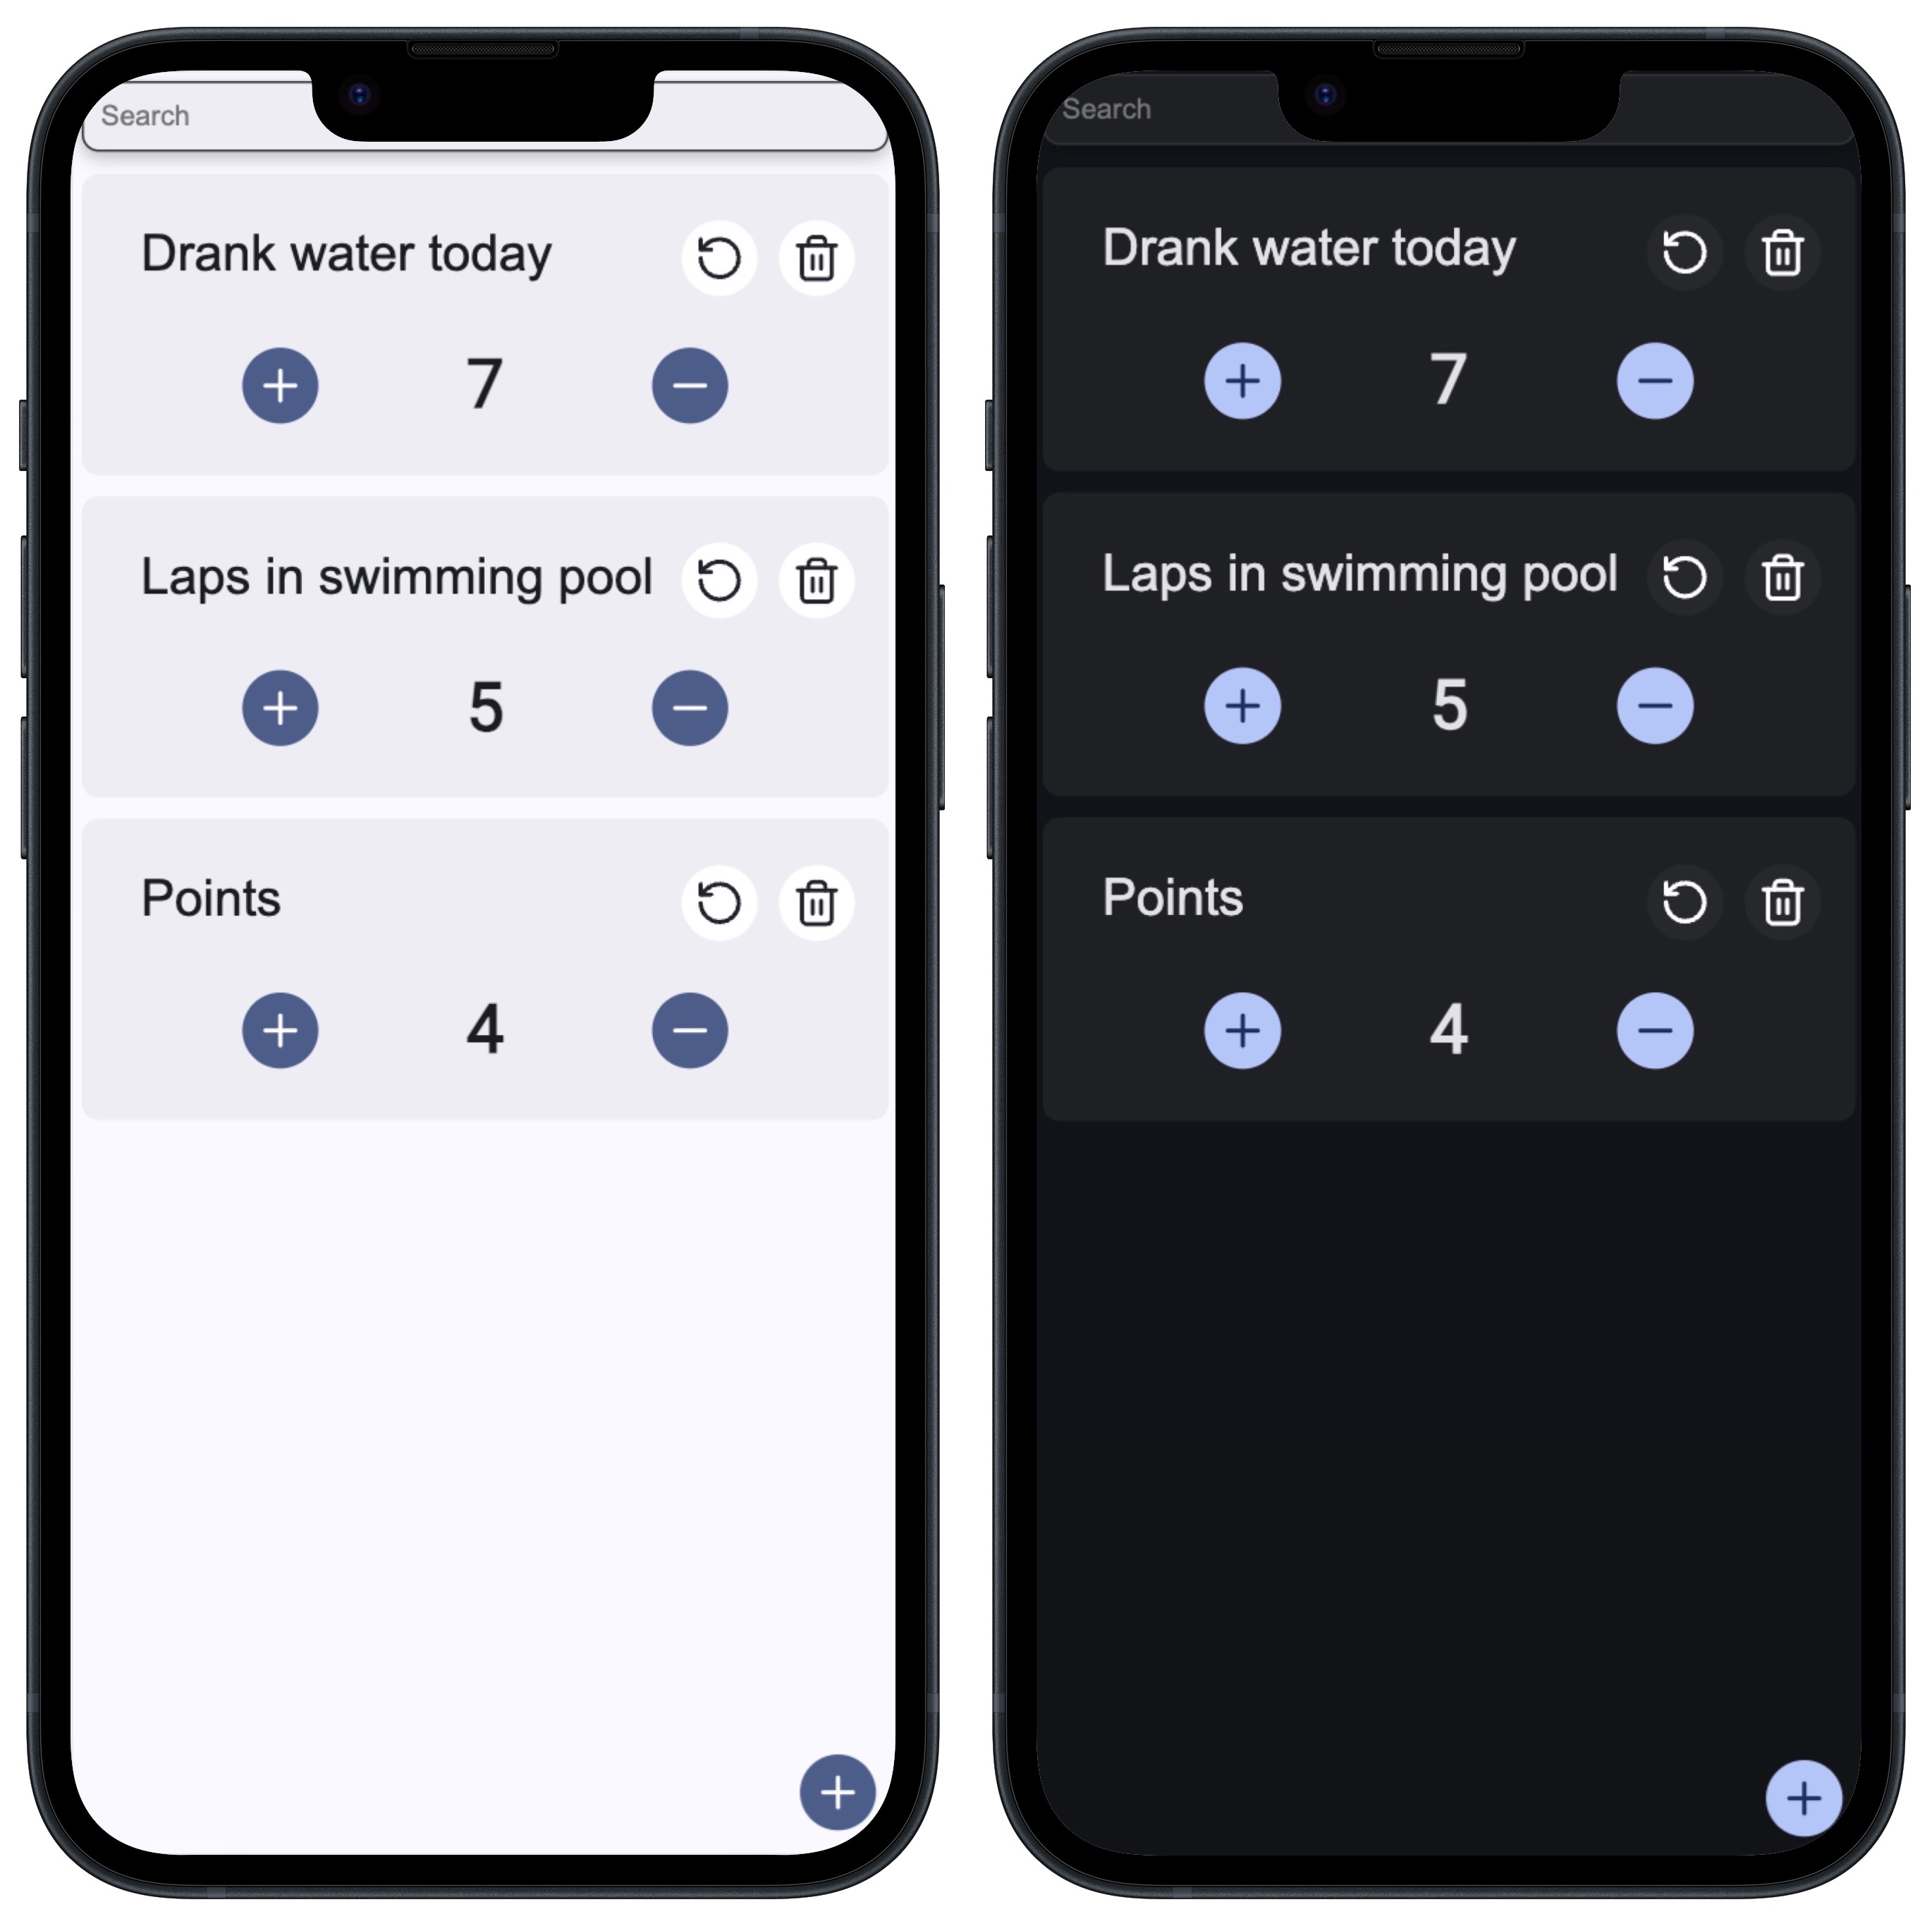 Search
Drank water today
7
Laps in swimming pool
5
Points
4
Search
Drank water today
7
Laps in swimming pool
5
Points
4